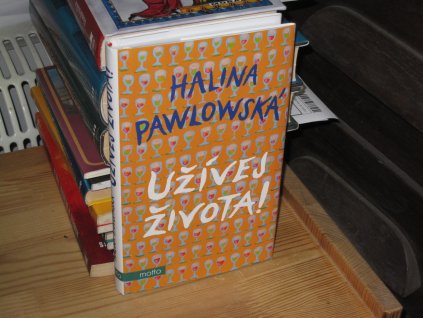 HALINA
PAWLOWSKÁ
UŽÍVEJ
ŽIVOTA!
motto